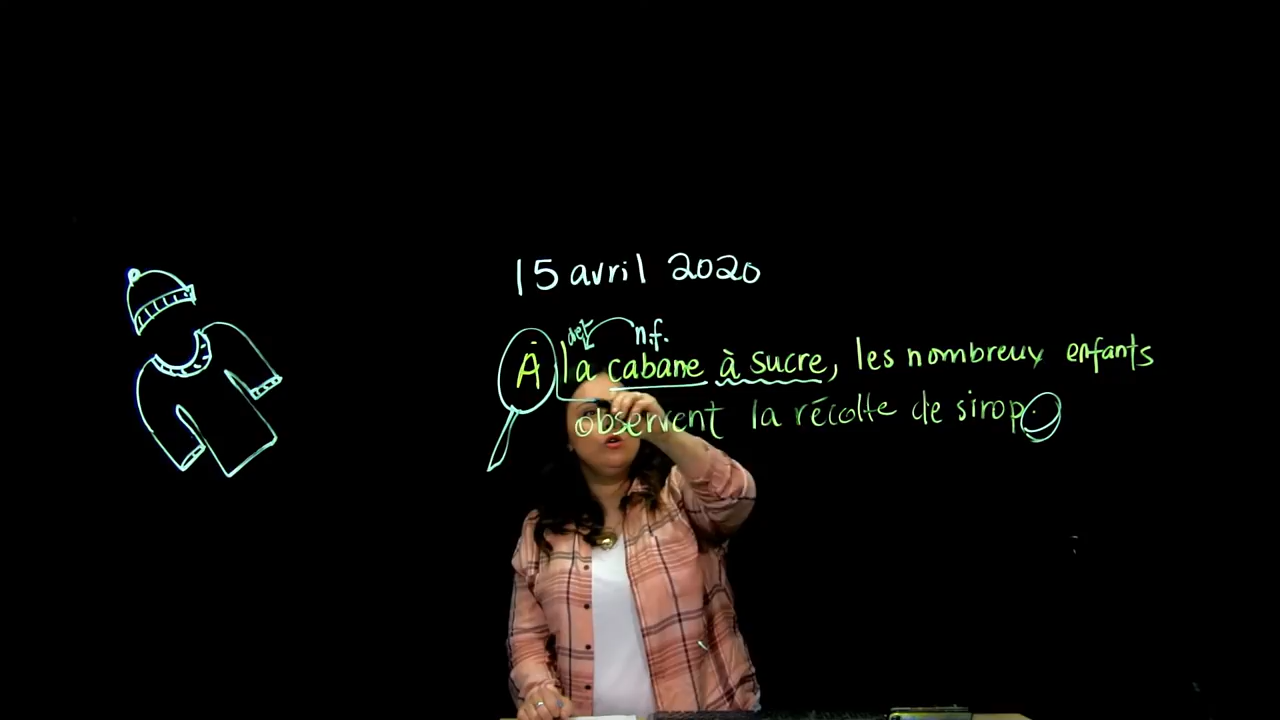 15 avril 2020
dét n.f.
À la cabane à sucre, les nombreux enfants
observent la récolte de sirop.